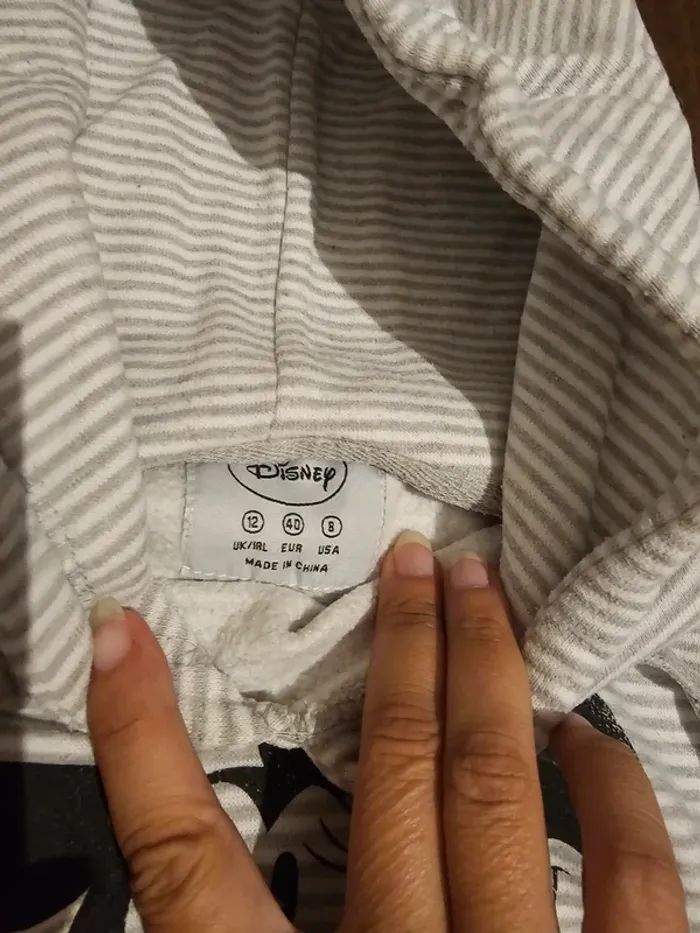 Disney
12 40 8
UK/IRL EUR USA
MADE IN CHINA